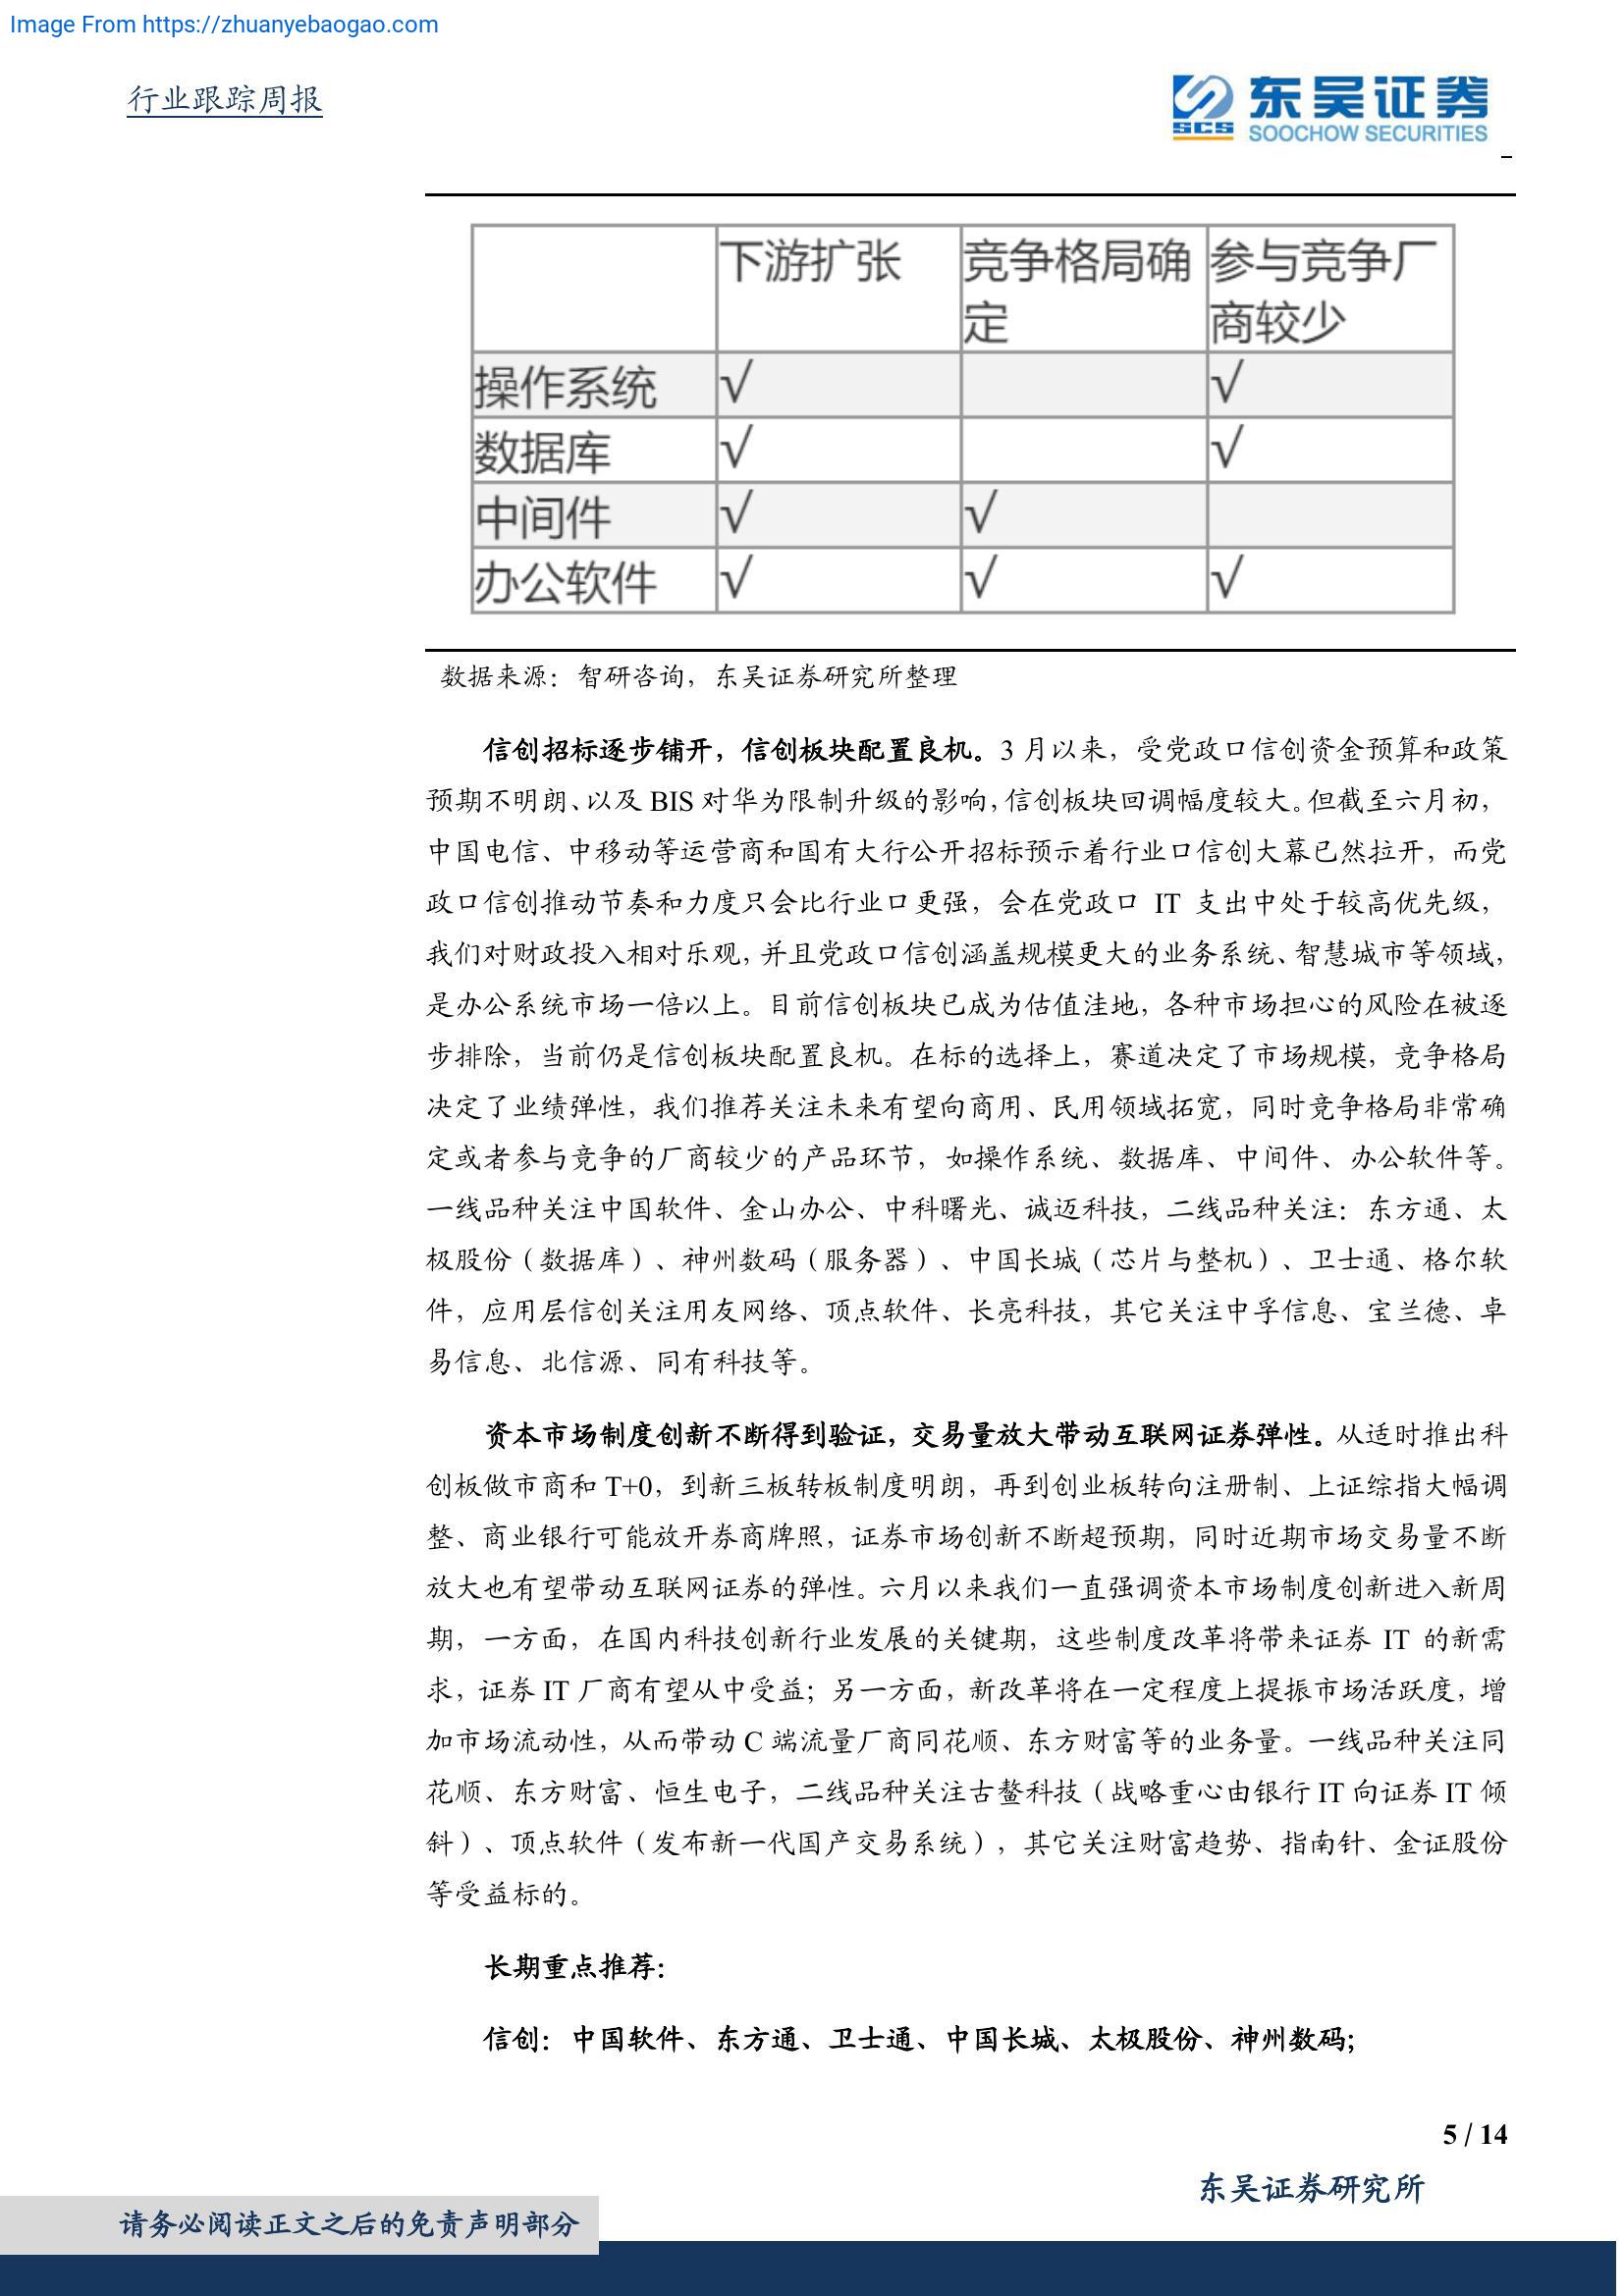 Image From https://zhuanyebaogao.com
行业跟踪周报
东吴证券
SCS
SOOCHOW SECURITIES
下游扩张
竞争格局确
定
参与竞争厂
商较少
操作系统 √ √
数据库 √ √
中间件 √ √
办公软件 √ √ √
数据来源：智研咨询，东吴证券研究所整理
信创招标逐步铺开，信创板块配置良机。3 月以来，受党政口信创资金预算和政策
预期不明朗、以及 BIS 对华为限制升级的影响，信创板块回调幅度较大。但截至六月初，
中国电信、中移动等运营商和国有大行公开招标预示着行业口信创大幕已然拉开，而党
政口信创推动节奏和力度只会比行业口更强，会在党政口 IT 支出中处于较高优先级，
我们对财政投入相对乐观，并且党政口信创涵盖规模更大的业务系统、智慧城市等领域，
是办公系统市场一倍以上。目前信创板块已成为估值洼地，各种市场担心的风险在被逐
步排除，当前仍是信创板块配置良机。在标的选择上，赛道决定了市场规模，竞争格局
决定了业绩弹性，我们推荐关注未来有望向商用、民用领域拓宽，同时竞争格局非常确
定或者参与竞争的厂商较少的产品环节，如操作系统、数据库、中间件、办公软件等。
一线品种关注中国软件、金山办公、中科曙光、诚迈科技，二线品种关注：东方通、太
极股份（数据库）、神州数码（服务器）、中国长城（芯片与整机）、卫士通、格尔软
件，应用层信创关注用友网络、顶点软件、长亮科技，其它关注中孚信息、宝兰德、卓
易信息、北信源、同有科技等。
资本市场制度创新不断得到验证，交易量放大带动互联网证券弹性。从适时推出科
创板做市商和 T+0，到新三板转板制度明朗，再到创业板转向注册制、上证综指大幅调
整、商业银行可能放开券商牌照，证券市场创新不断超预期，同时近期市场交易量不断
放大也有望带动互联网证券的弹性。六月以来我们一直强调资本市场制度创新进入新周
期，一方面，在国内科技创新行业发展的关键期，这些制度改革将带来证券 IT 的新需
求，证券 IT 厂商有望从中受益；另一方面，新改革将在一定程度上提振市场活跃度，增
加市场流动性，从而带动 C 端流量厂商同花顺、东方财富等的业务量。一线品种关注同
花顺、东方财富、恒生电子，二线品种关注古鳌科技（战略重心由银行 IT 向证券 IT 倾
斜）、顶点软件（发布新一代国产交易系统），其它关注财富趋势、指南针、金证股份
等受益标的。
长期重点推荐：
信创：中国软件、东方通、卫士通、中国长城、太极股份、神州数码；
5 / 14
东吴证券研究所
请务必阅读正文之后的免责声明部分